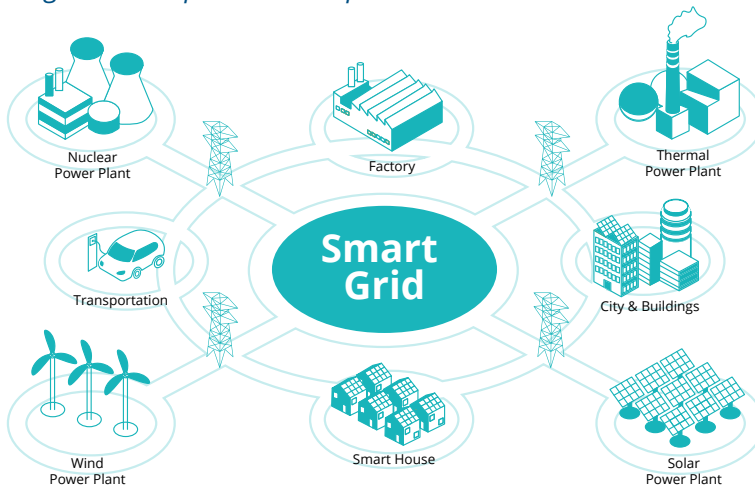 Nuclear
Power Plant
Factory
Thermal
Power Plant
Smart
Grid
Transportation
City & Buildings
Wind
Power Plant
Smart House
Solar
Power Plant